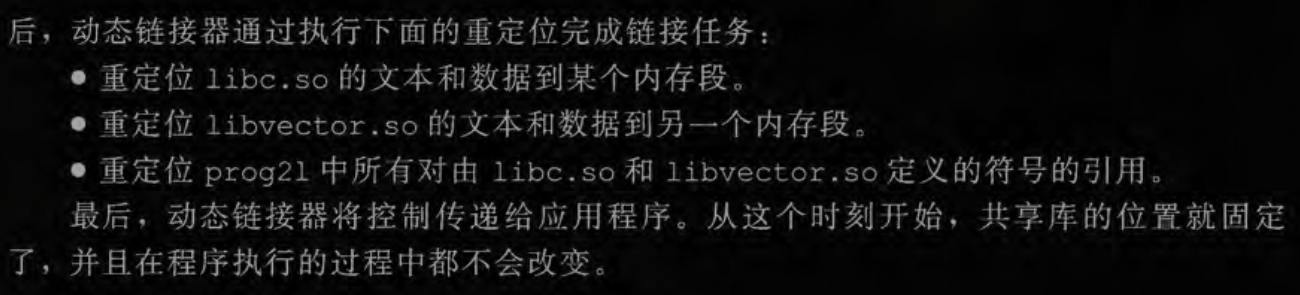 后，动态链接器通过执行下面的重定位完成链接任务：
● 重定位 libc.so 的文本和数据到某个内存段。
● 重定位 libvector.so 的文本和数据到另一个内存段。
● 重定位 prog2l 中所有对由 libc.so 和 libvector.so 定义的符号的引用。
最后，动态链接器将控制传递给应用程序。从这个时刻开始，共享库的位置就固定
了，并且在程序执行的过程中都不会改变。